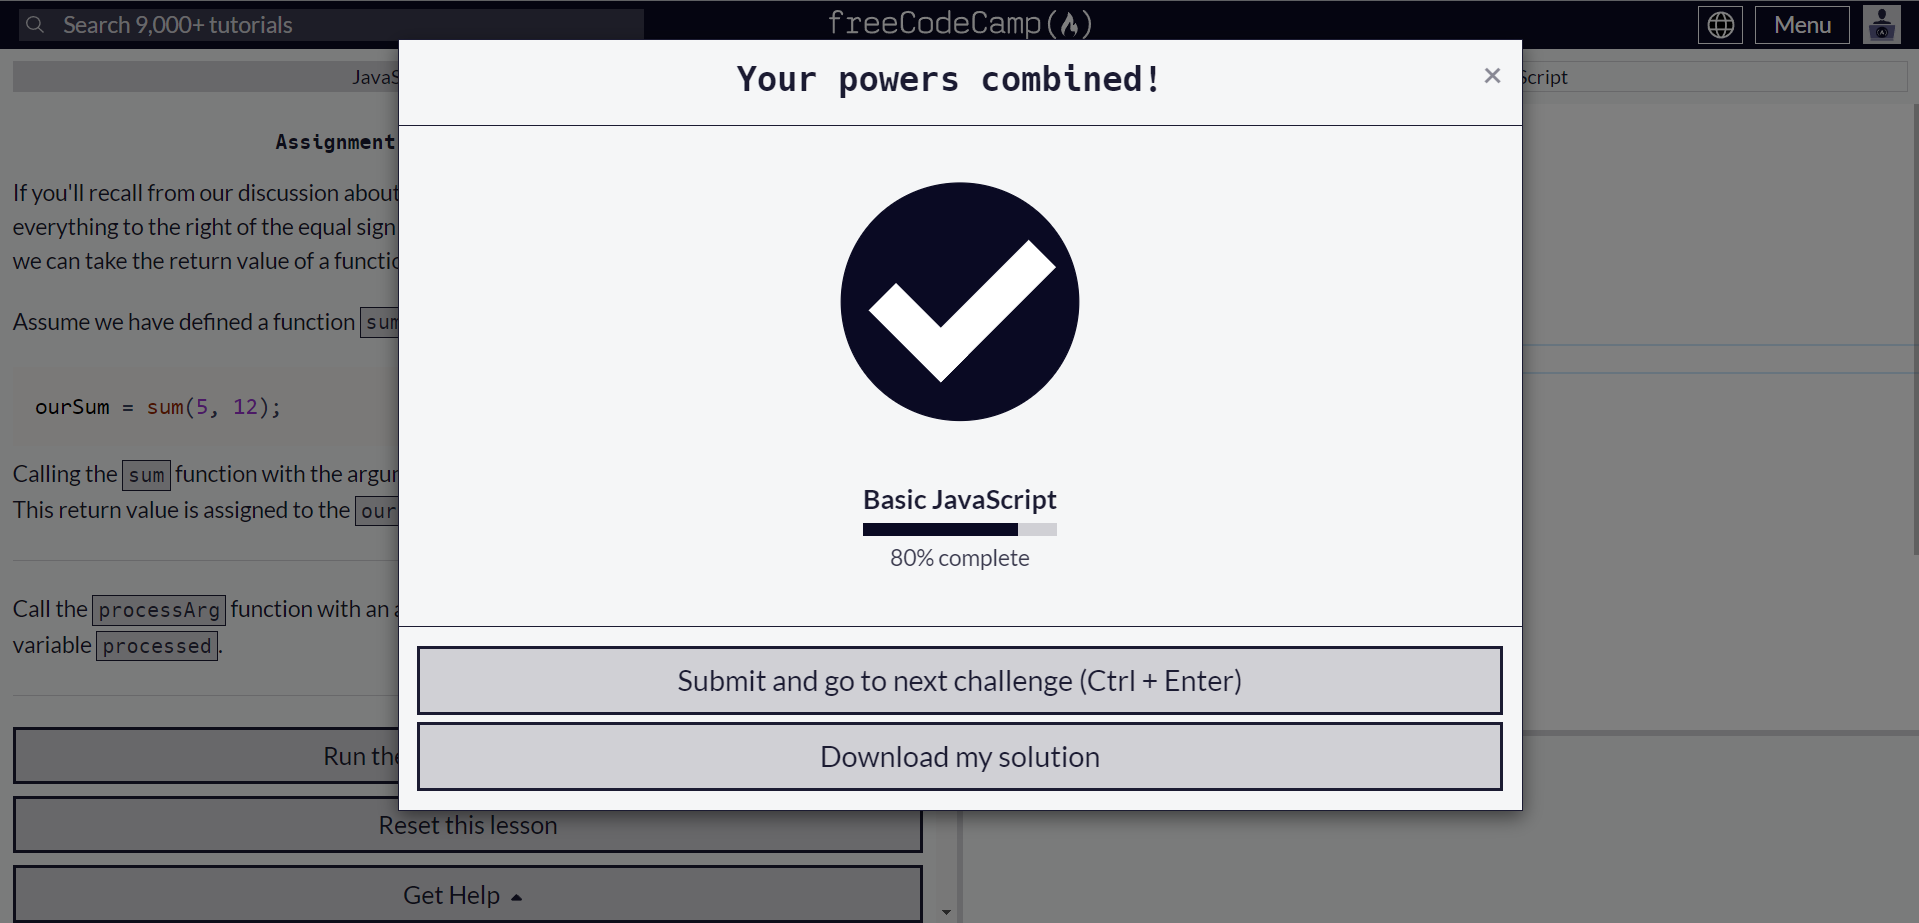 Search 9,000+ tutorials
freeCodeCamp
Menu
Your powers combined!
×
Assignment
If you'll recall from our discussion about
everything to the right of the equal sign
we can take the return value of a
Assume we have defined a function sum
ourSum = sum(5, 12);
Calling the sum function with the
This return value is assigned to the our
Call the processArg function with an
variable processed.
Basic JavaScript
80% complete
Submit and go to next challenge (Ctrl + Enter)
Download my solution
Run the
Reset this lesson
Get Help